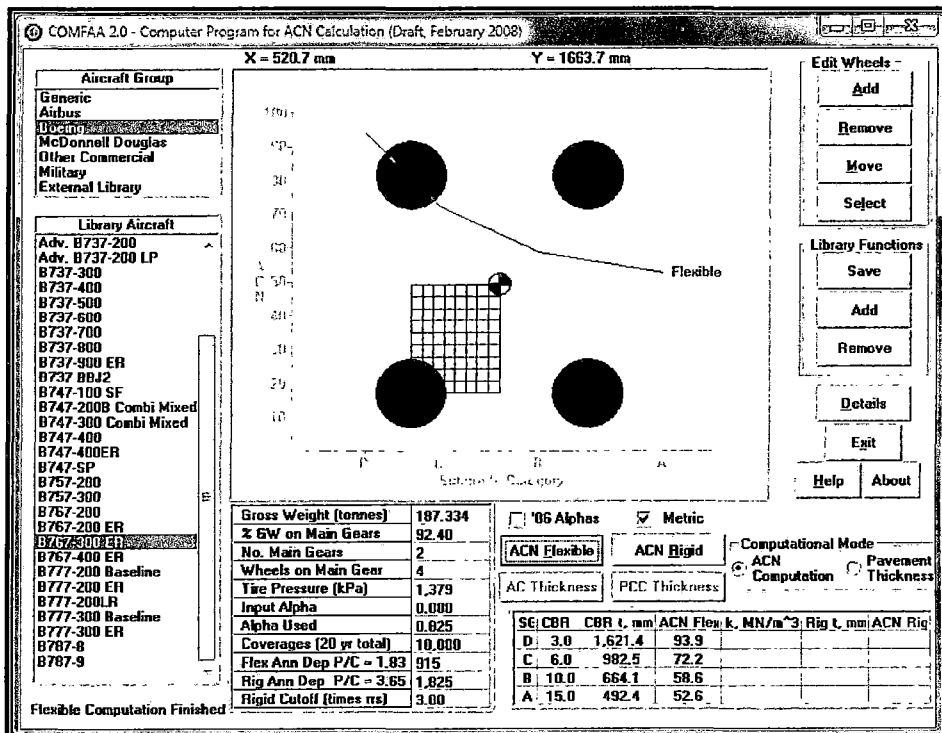 COMFAA 2.0 - Computer Program for ACN Calculation (Draft, February 2008)
X = 520.7 mm Y = 1663.7 mm
Aircraft Group
Generic
Airbus
Boeing
McDonnell Douglas
Other Commercial
Military
External Library
Library Aircraft
Adv. B737-200
Adv. B737-200 LP
B737-300
B737-400
B737-500
B737-600
B737-700
B737-800
B737-900 ER
B737 BBJ2
B747-100 SF
B747-200B Combi Mixed
B747-300 Combi Mixed
B747-400
B747-400ER
B747-SP
B757-200
B757-300
B767-200
B767-200 ER
B767-300 ER
B767-400 ER
B777-200 Baseline
B777-200 ER
B777-200LR
B777-300 Baseline
B777-300 ER
B787-8
B787-9
Flexible Computation Finished
100
90
80
70
60
50
30
20
10
Flexible
C
B
A
Subgrade Category
Gross Weight (tonnes) 187.334
% GW on Main Gears 92.40
No. Main Gears 2
Wheels on Main Gear 4
Tire Pressure (kPa) 1,379
Input Alpha 0.000
Alpha Used 0.825
Coverages (20 yr total) 10,000
Flex Ann Dep P/C = 1.83 915
Rig Ann Dep P/C = 3.65 1,825
Rigid Cutoff (times rrs) 3.00
Edit Wheels
Add
Remove
Move
Select
Library Functions
Save
Add
Remove
Details
Exit
Help About
'06 Alphas Metric
ACN Flexible ACN Rigid
AC Thickness PCC Thickness
Computational Mode
ACN Computation Pavement Thickness
SG CBR CBR t, mm ACN Flex k, MN/m^3 Rig t, mm ACN Rig
D 3.0 1,621.4 93.9
C 6.0 982.5 72.2
B 10.0 664.1 58.6
A 15.0 492.4 52.6